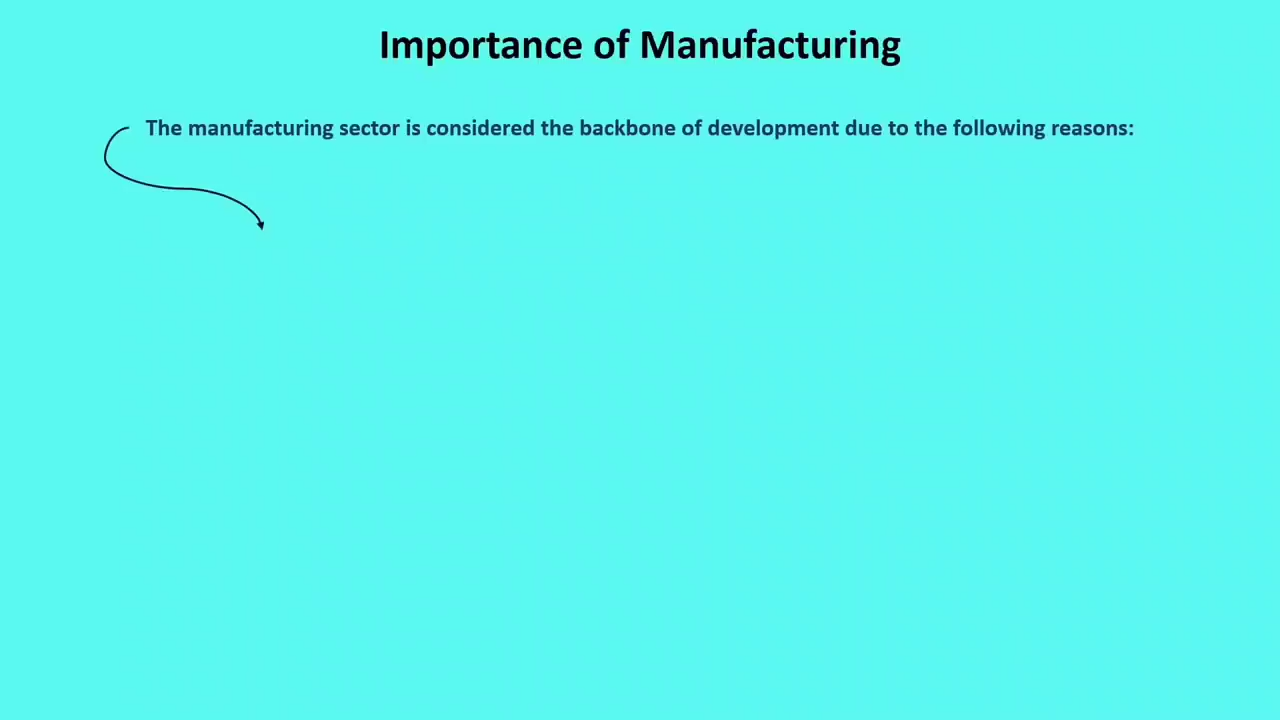 Importance of Manufacturing
The manufacturing sector is considered the backbone of development due to the following reasons: